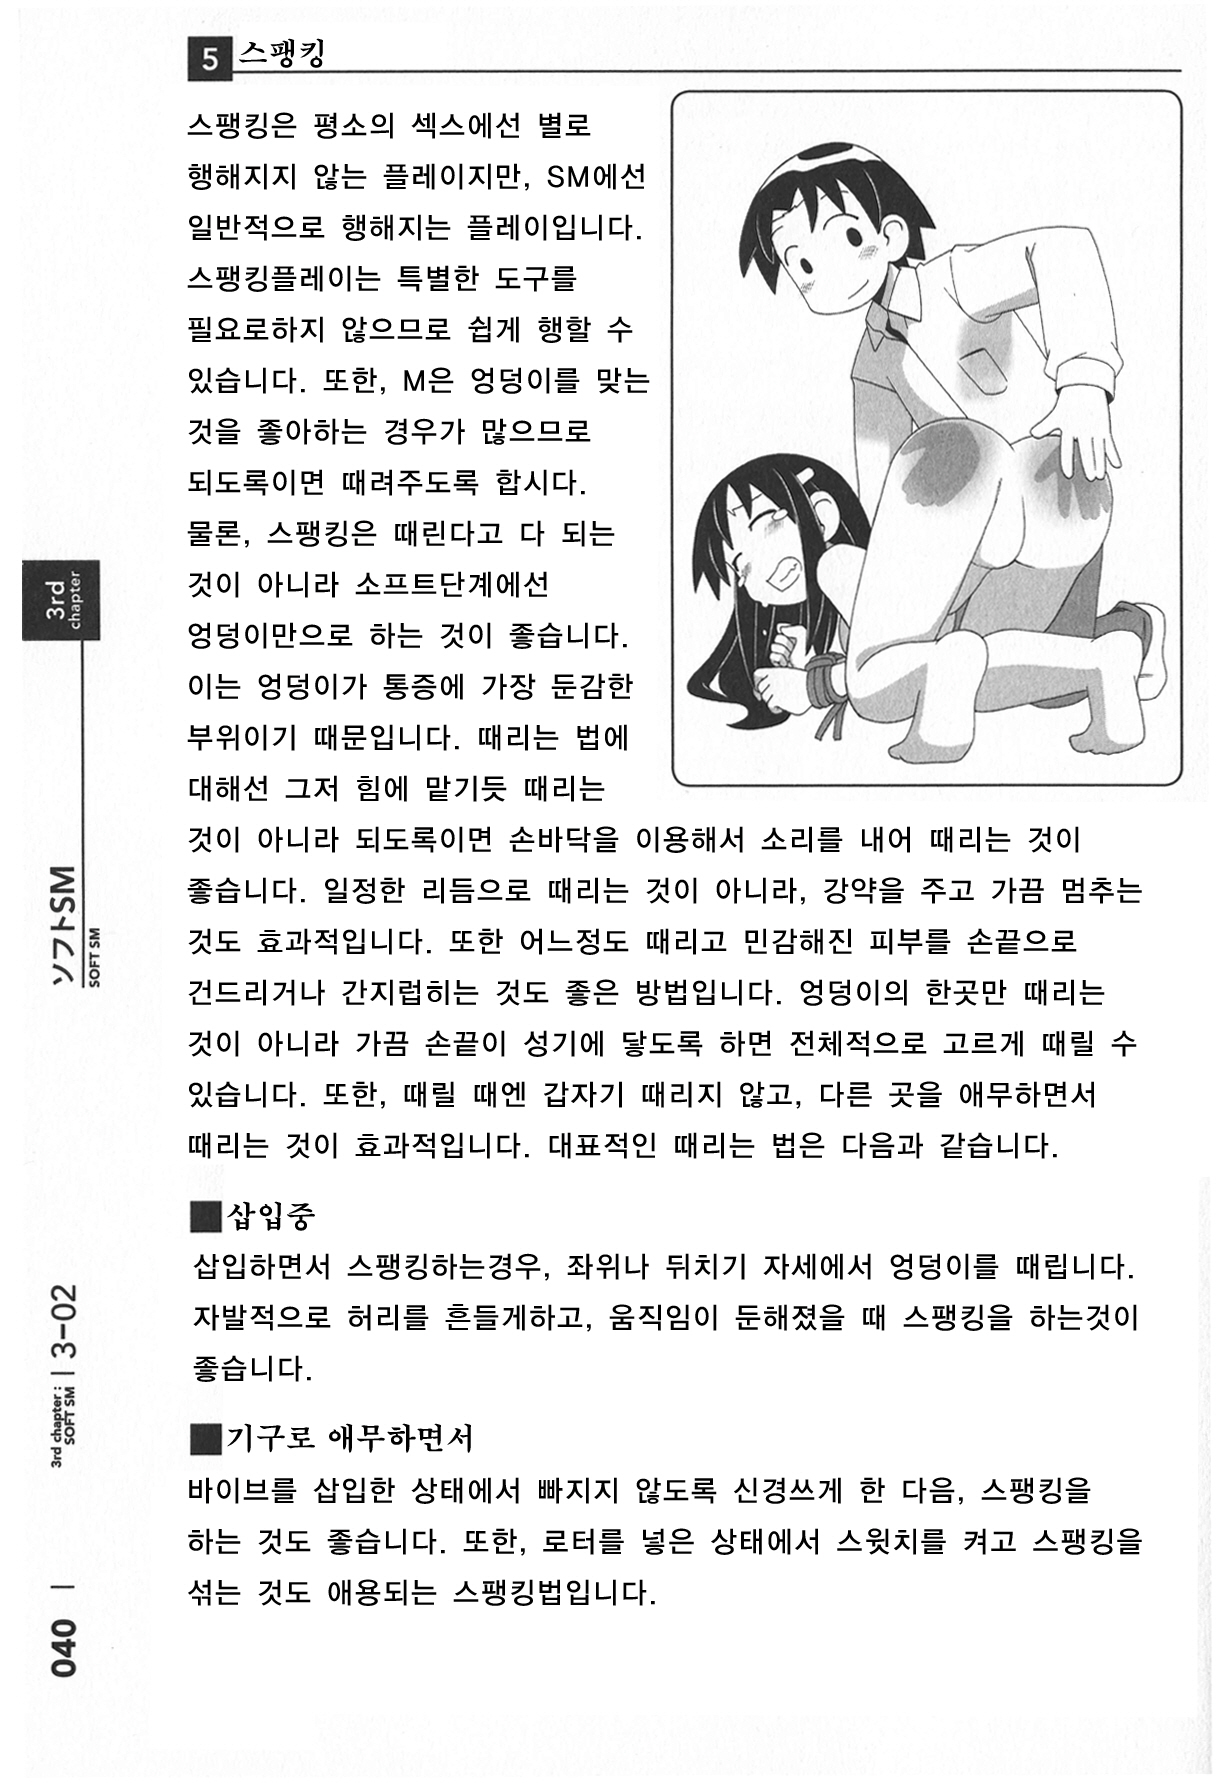 5 스팽킹
스팽킹은 평소의 섹스에선 별로
행해지지 않는 플레이지만, SM에선
일반적으로 행해지는 플레이입니다.
스팽킹플레이는 특별한 도구를
필요로하지 않으므로 쉽게 행할 수
있습니다. 또한, M은 엉덩이를 맞는
것을 좋아하는 경우가 많으므로
되도록이면 때려주도록 합시다.
물론, 스팽킹은 때린다고 다 되는
것이 아니라 소프트단계에선
엉덩이만으로 하는 것이 좋습니다.
이는 엉덩이가 통증에 가장 둔감한
부위이기 때문입니다. 때리는 법에
대해선 그저 힘에 맡기듯 때리는
것이 아니라 되도록이면 손바닥을 이용해서 소리를 내어 때리는 것이
좋습니다. 일정한 리듬으로 때리는 것이 아니라, 강약을 주고 가끔 멈추는
것도 효과적입니다. 또한 어느정도 때리고 민감해진 피부를 손끝으로
건드리거나 간지럽히는 것도 좋은 방법입니다. 엉덩이의 한곳만 때리는
것이 아니라 가끔 손끝이 성기에 닿도록 하면 전체적으로 고르게 때릴 수
있습니다. 또한, 때릴 때엔 갑자기 때리지 않고, 다른 곳을 애무하면서
때리는 것이 효과적입니다. 대표적인 때리는 법은 다음과 같습니다.
■삽입중
삽입하면서 스팽킹하는경우, 좌위나 뒤치기 자세에서 엉덩이를 때립니다.
자발적으로 허리를 흔들게하고, 움직임이 둔해졌을 때 스팽킹을 하는것이
좋습니다.
■기구로 애무하면서
바이브를 삽입한 상태에서 빠지지 않도록 신경쓰게 한 다음, 스팽킹을
하는 것도 좋습니다. 또한, 로터를 넣은 상태에서 스윗치를 켜고 스팽킹을
섞는 것도 애용되는 스팽킹법입니다.
3rd
chapter
ソフトSM
SOFT SM
3rd chapter:
SOFT SM
3-02
040